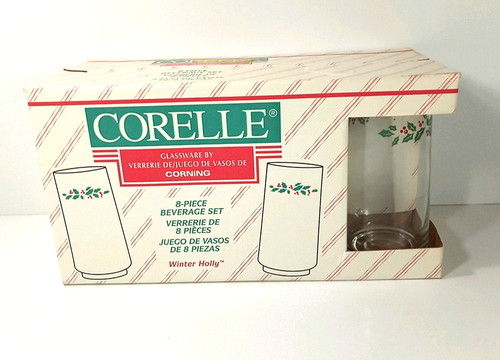 CORELLE®
GLASSWARE BY
VERRERIE DE/JUEGO DE VASOS DE
CORNING
8-PIECE
BEVERAGE SET
VERRERIE DE
8 PIÈCES
JUEGO DE VASOS
DE 8 PIEZAS
Winter Holly™